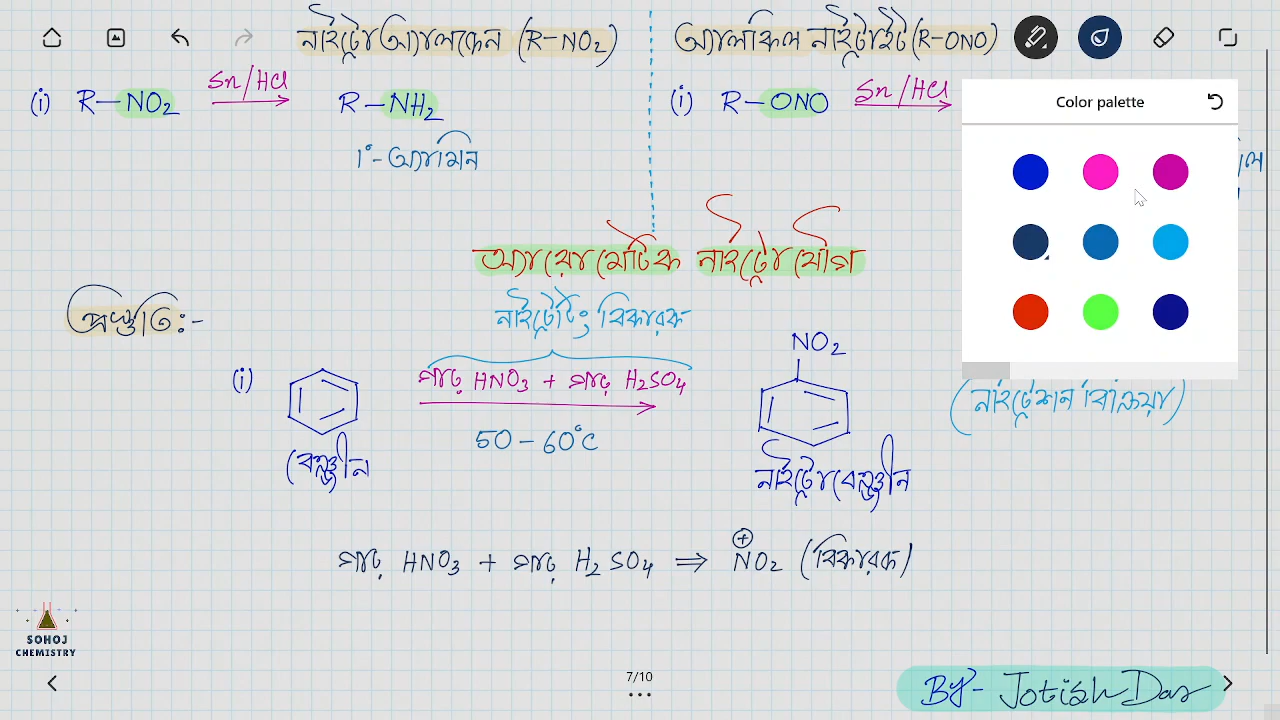 নাইট্রোঅ্যালকেন (R-NO₂)
অ্যালকিল নাইট্রাইট (R-ONO)
(i) R-NO₂ Sn/HCl R-NH₂
1°-অ্যামিন
(i) R-ONO Sn/HCl
Color palette
অ্যারোমেটিক নাইট্রোযৌগ
প্রস্তুতি:-
নাইট্রেটিং বিকারক
(i) গাঢ় HNO₃ + গাঢ় H₂SO₄
50-60°C
NO₂
(নাইট্রেশন বিক্রিয়া)
বেঞ্জীন
নাইট্রোবেঞ্জীন
গাঢ় HNO₃ + গাঢ় H₂SO₄ ⇒ ⊕NO₂ (বিকারক)
SOHOJ
CHEMISTRY
7/10
By- Jotish Das